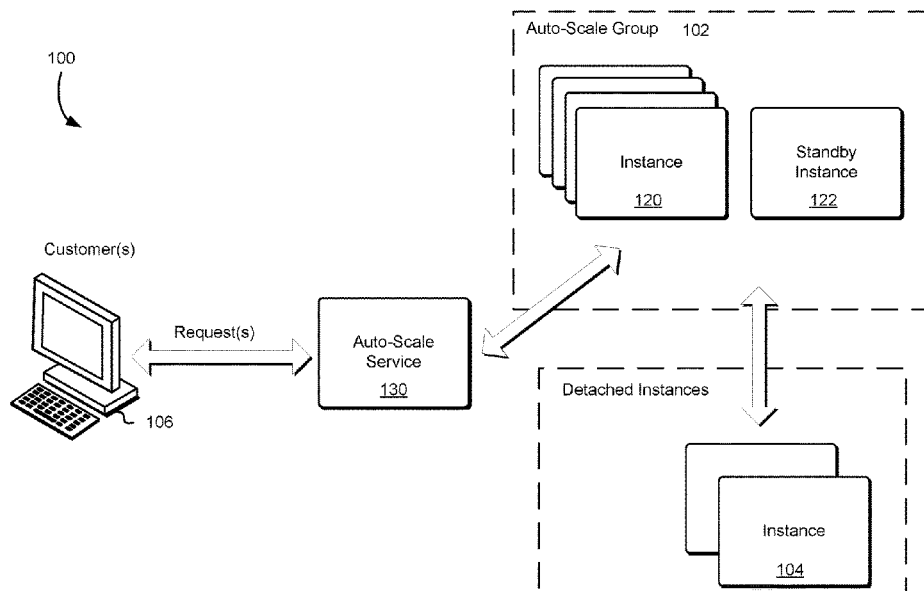 100
Auto-Scale Group 102
Instance
120
Standby
Instance
122
Customer(s)
Request(s)
106
Auto-Scale
Service
130
Detached Instances
Instance
104